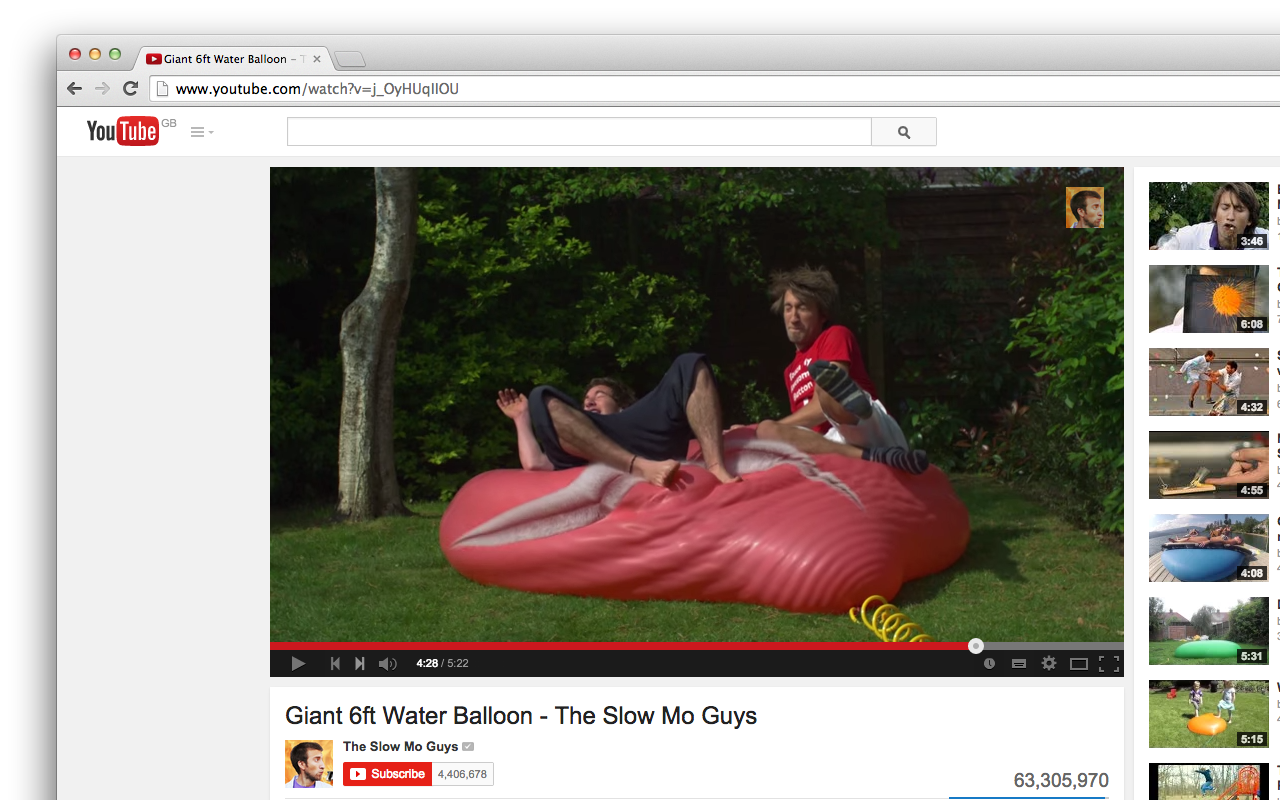 Giant 6ft Water Balloon - T
www.youtube.com/watch?v=j_OyHUqIIOU
YouTube GB
3:46
6:08
4:32
4:55
4:08
5:31
5:15
4:28 / 5:22
Giant 6ft Water Balloon - The Slow Mo Guys
The Slow Mo Guys
Subscribe 4,406,678
63,305,970